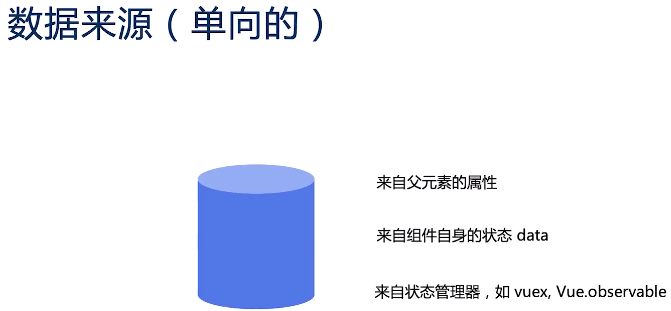 数据来源（单向的）
来自父元素的属性
来自组件自身的状态 data
来自状态管理器，如 vuex, Vue.observable